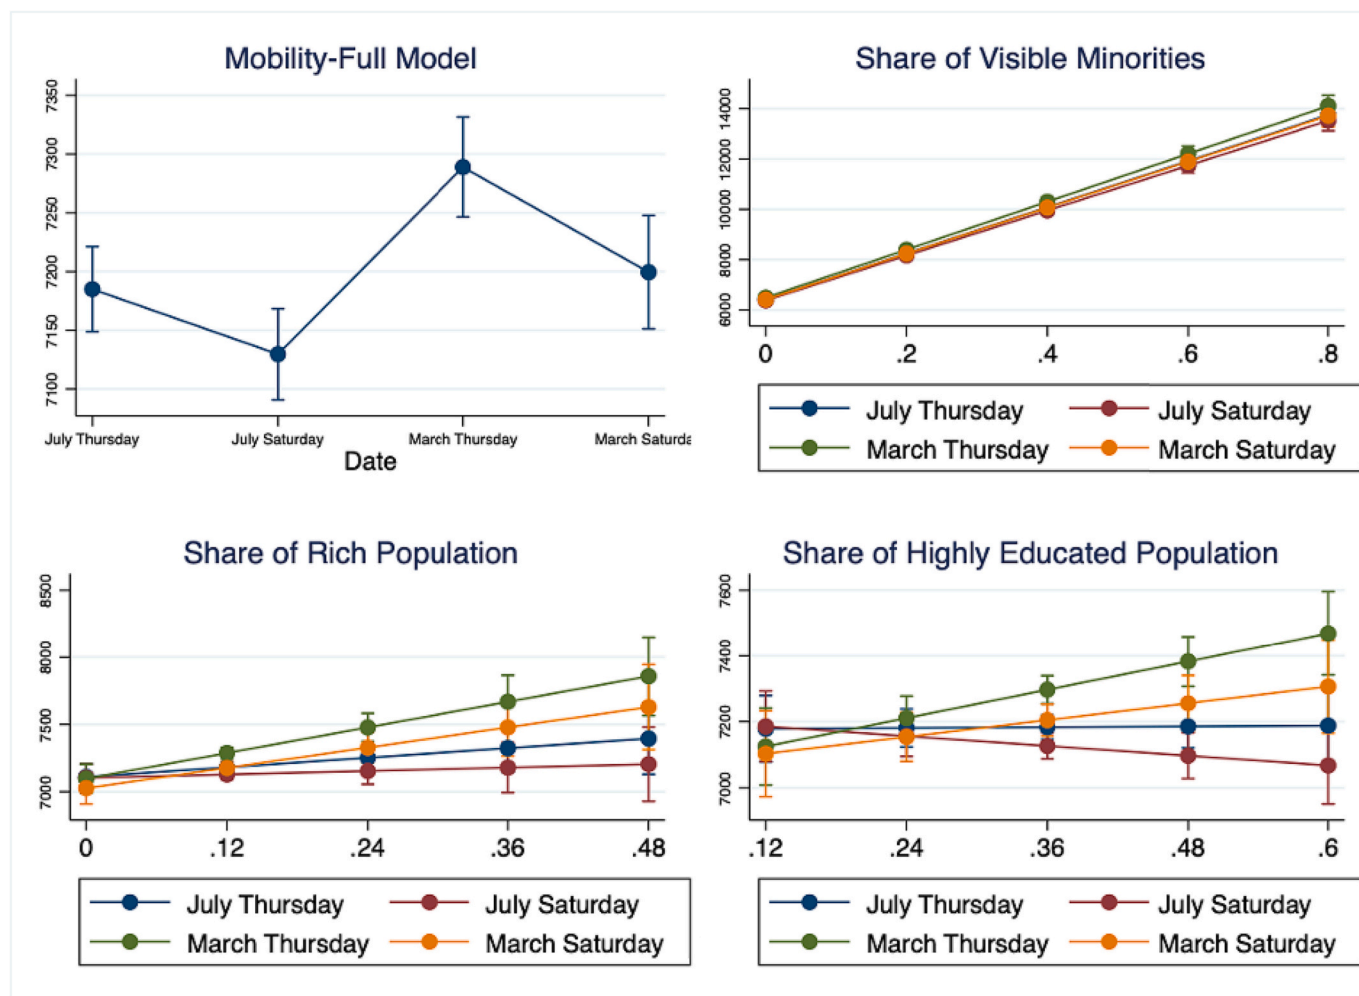 Mobility-Full Model
7350
7300
7250
7200
7150
7100
July Thursday July Saturday March Thursday March Saturda
Date
Share of Visible Minorities
14000
12000
10000
8000
6000
0 .2 .4 .6 .8
July Thursday July Saturday
March Thursday March Saturday
Share of Rich Population
8500
8000
7500
7000
0 .12 .24 .36 .48
July Thursday July Saturday
March Thursday March Saturday
Share of Highly Educated Population
7600
7400
7200
7000
.12 .24 .36 .48 .6
July Thursday July Saturday
March Thursday March Saturday